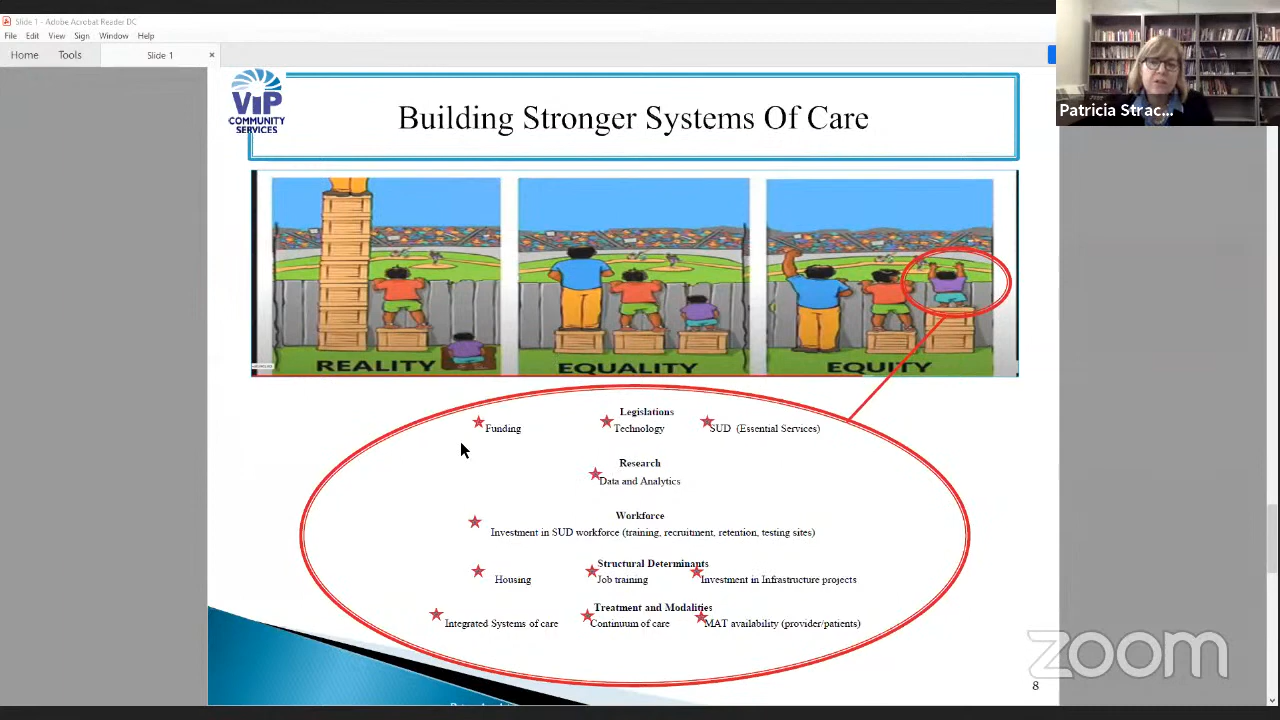 Slide 1 - Adobe Acrobat Reader DC
File Edit View Sign Window Help
Home Tools Slide 1
Patricia Strac...
VIP
COMMUNITY
SERVICES
Building Stronger Systems Of Care
REALITY EQUALITY EQUITY
Legislations
Funding Technology SUD (Essential Services)
Research
Data and Analytics
Workforce
Investment in SUD workforce (training, recruitment, retention, testing sites)
Structural Determinants
Housing Job training Investment in Infrastructure projects
Treatment and Modalities
Integrated Systems of care Continuum of care MAT availability (provider/patients)
zoom
8